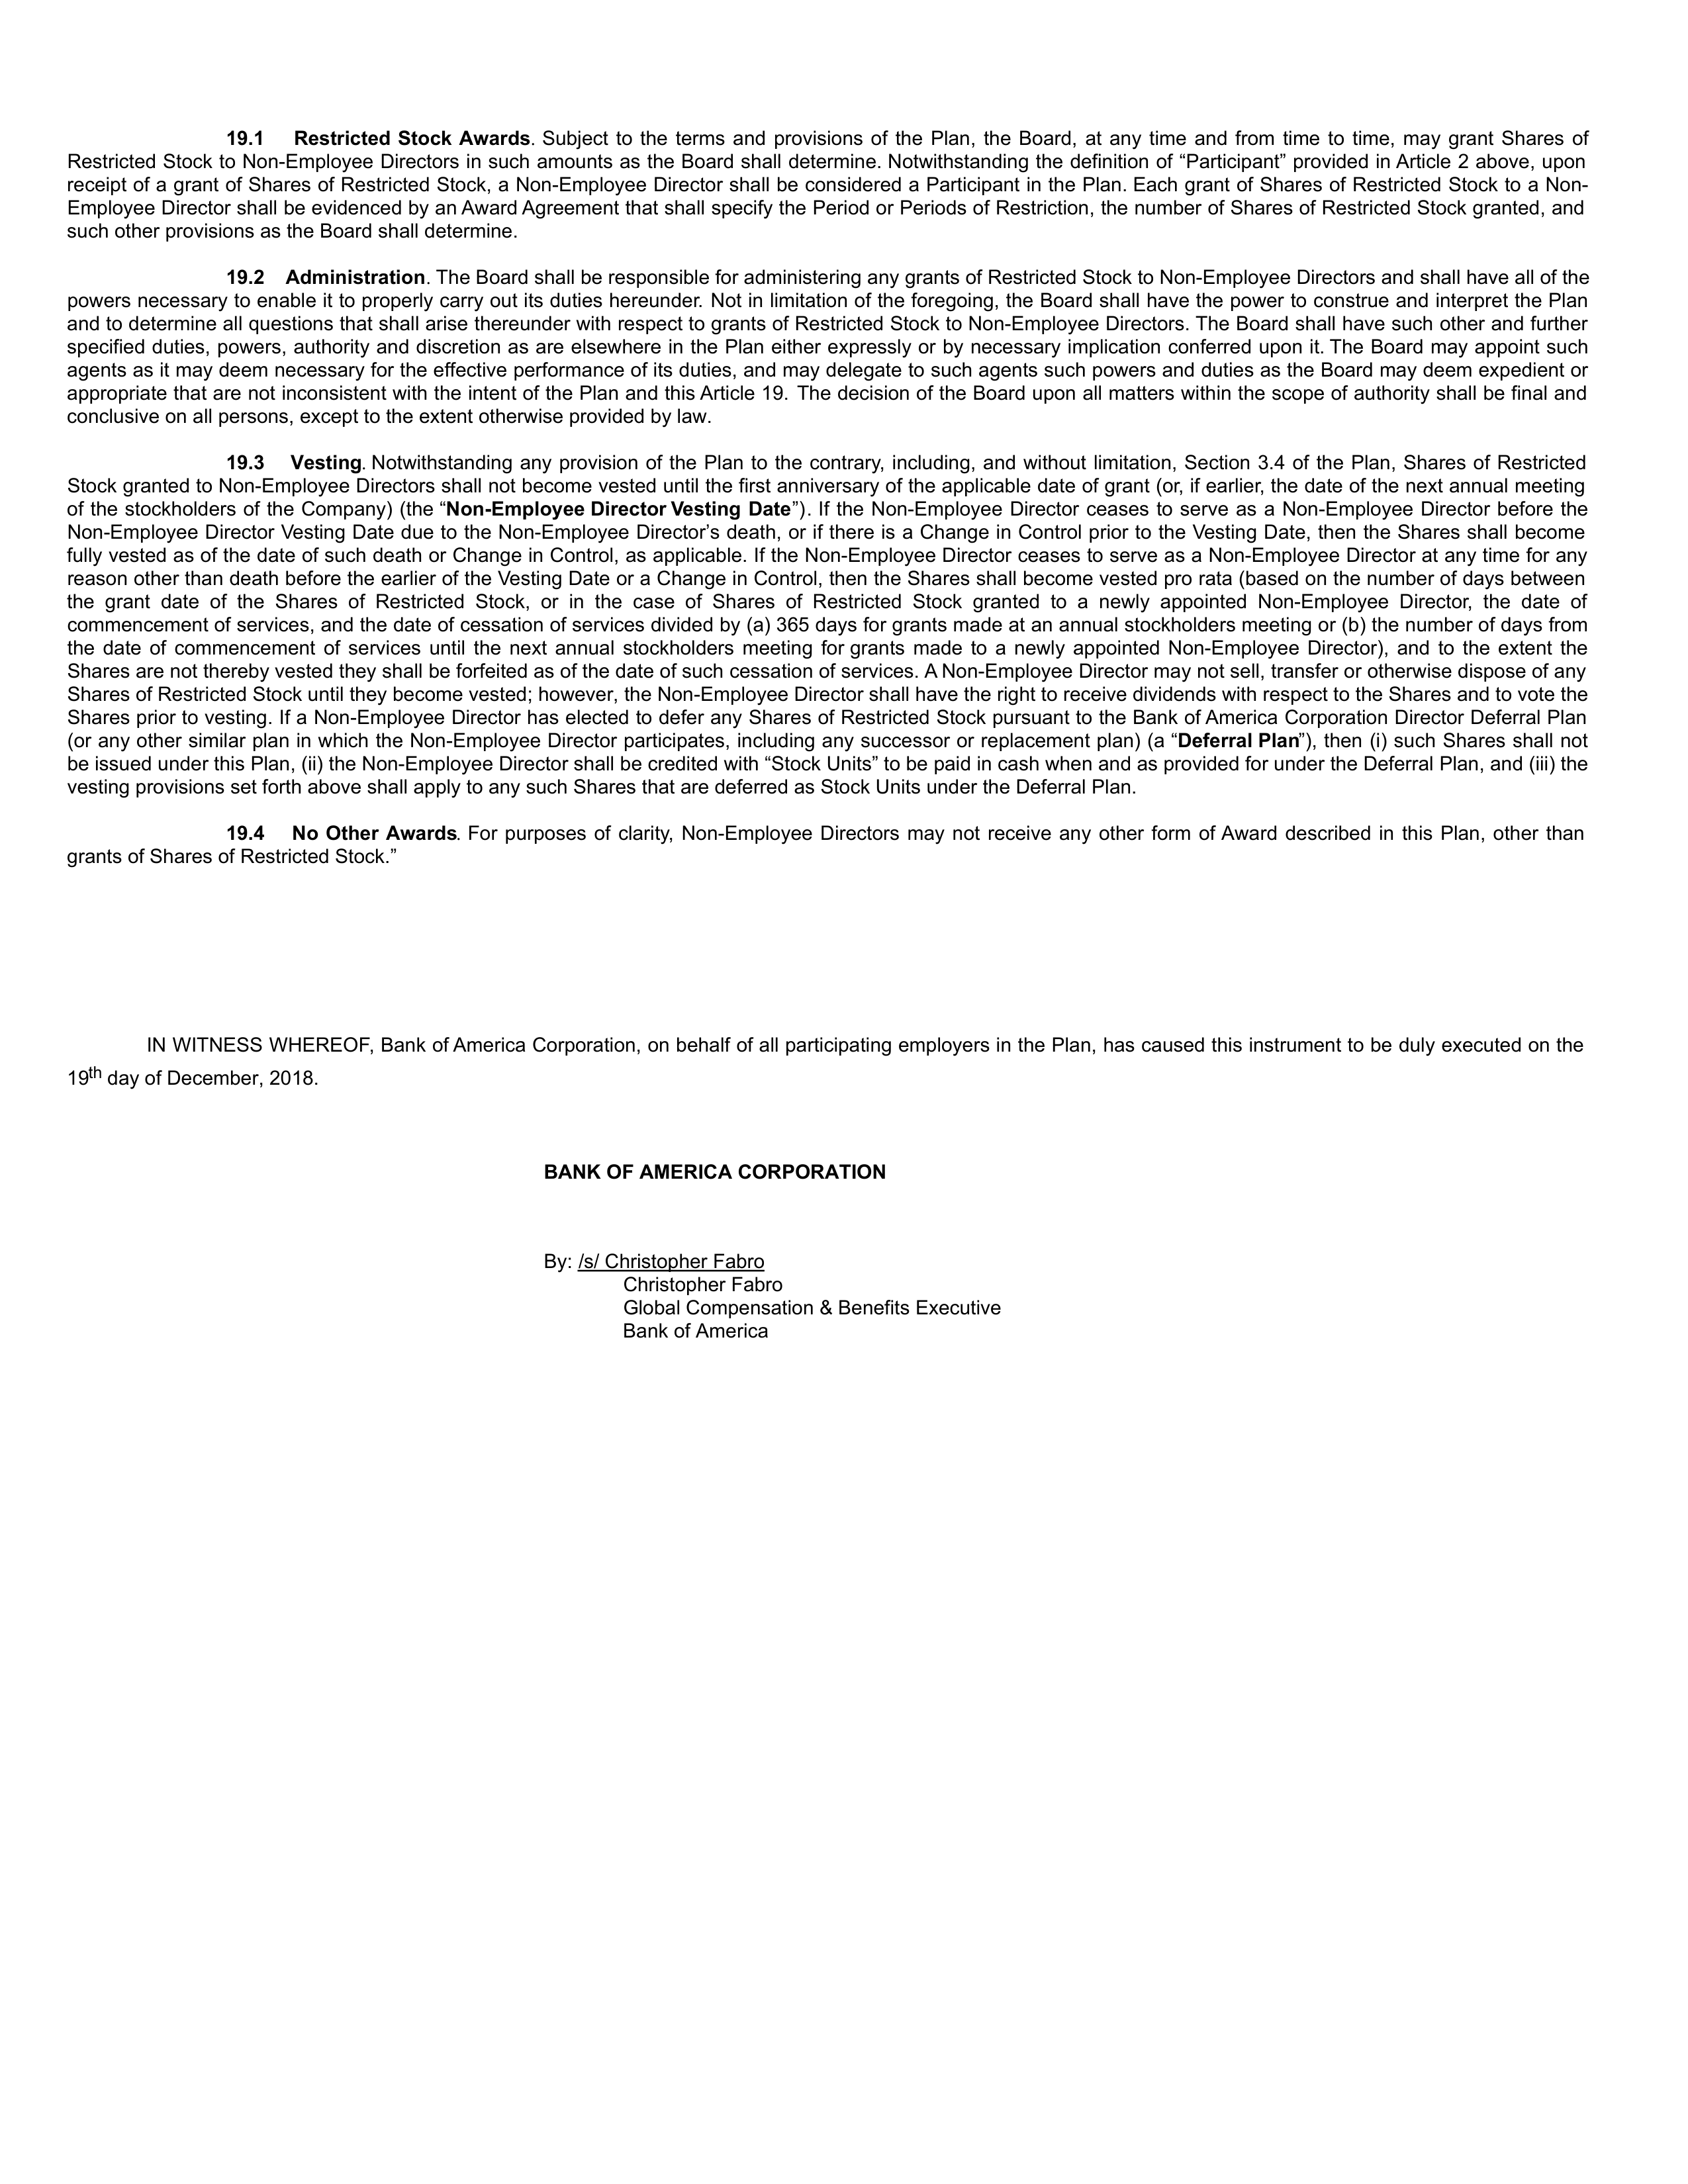 19.1 Restricted Stock Awards. Subject to the terms and provisions of the Plan, the Board, at any time and from time to time, may grant Shares of
Restricted Stock to Non-Employee Directors in such amounts as the Board shall determine. Notwithstanding the definition of “Participant” provided in Article 2 above, upon
receipt of a grant of Shares of Restricted Stock, a Non-Employee Director shall be considered a Participant in the Plan. Each grant of Shares of Restricted Stock to a Non-
Employee Director shall be evidenced by an Award Agreement that shall specify the Period or Periods of Restriction, the number of Shares of Restricted Stock granted, and
such other provisions as the Board shall determine.
19.2 Administration. The Board shall be responsible for administering any grants of Restricted Stock to Non-Employee Directors and shall have all of the
powers necessary to enable it to properly carry out its duties hereunder. Not in limitation of the foregoing, the Board shall have the power to construe and interpret the Plan
and to determine all questions that shall arise thereunder with respect to grants of Restricted Stock to Non-Employee Directors. The Board shall have such other and further
specified duties, powers, authority and discretion as are elsewhere in the Plan either expressly or by necessary implication conferred upon it. The Board may appoint such
agents as it may deem necessary for the effective performance of its duties, and may delegate to such agents such powers and duties as the Board may deem expedient or
appropriate that are not inconsistent with the intent of the Plan and this Article 19. The decision of the Board upon all matters within the scope of authority shall be final and
conclusive on all persons, except to the extent otherwise provided by law.
19.3 Vesting. Notwithstanding any provision of the Plan to the contrary, including, and without limitation, Section 3.4 of the Plan, Shares of Restricted
Stock granted to Non-Employee Directors shall not become vested until the first anniversary of the applicable date of grant (or, if earlier, the date of the next annual meeting
of the stockholders of the Company) (the “Non-Employee Director Vesting Date”). If the Non-Employee Director ceases to serve as a Non-Employee Director before the
Non-Employee Director Vesting Date due to the Non-Employee Director’s death, or if there is a Change in Control prior to the Vesting Date, then the Shares shall become
fully vested as of the date of such death or Change in Control, as applicable. If the Non-Employee Director ceases to serve as a Non-Employee Director at any time for any
reason other than death before the earlier of the Vesting Date or a Change in Control, then the Shares shall become vested pro rata (based on the number of days between
the grant date of the Shares of Restricted Stock, or in the case of Shares of Restricted Stock granted to a newly appointed Non-Employee Director, the date of
commencement of services, and the date of cessation of services divided by (a) 365 days for grants made at an annual stockholders meeting or (b) the number of days from
the date of commencement of services until the next annual stockholders meeting for grants made to a newly appointed Non-Employee Director), and to the extent the
Shares are not thereby vested they shall be forfeited as of the date of such cessation of services. A Non-Employee Director may not sell, transfer or otherwise dispose of any
Shares of Restricted Stock until they become vested; however, the Non-Employee Director shall have the right to receive dividends with respect to the Shares and to vote the
Shares prior to vesting. If a Non-Employee Director has elected to defer any Shares of Restricted Stock pursuant to the Bank of America Corporation Director Deferral Plan
(or any other similar plan in which the Non-Employee Director participates, including any successor or replacement plan) (a “Deferral Plan”), then (i) such Shares shall not
be issued under this Plan, (ii) the Non-Employee Director shall be credited with “Stock Units” to be paid in cash when and as provided for under the Deferral Plan, and (iii) the
vesting provisions set forth above shall apply to any such Shares that are deferred as Stock Units under the Deferral Plan.
19.4 No Other Awards. For purposes of clarity, Non-Employee Directors may not receive any other form of Award described in this Plan, other than
grants of Shares of Restricted Stock.”
IN WITNESS WHEREOF, Bank of America Corporation, on behalf of all participating employers in the Plan, has caused this instrument to be duly executed on the
19th day of December, 2018.
BANK OF AMERICA CORPORATION
By: /s/ Christopher Fabro
Christopher Fabro
Global Compensation & Benefits Executive
Bank of America